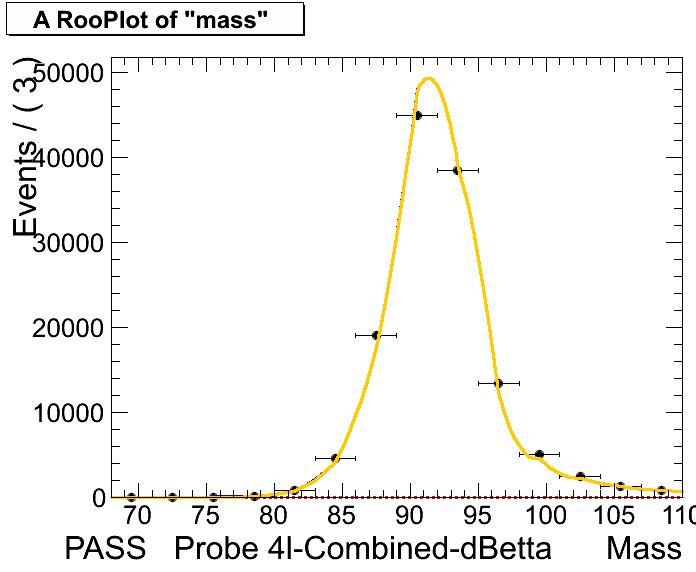 A RooPlot of "mass"
Events / ( 3 )
50000
40000
30000
20000
10000
0
70 75 80 85 90 95 100 105 110
PASS Probe 4l-Combined-dBetta Mass